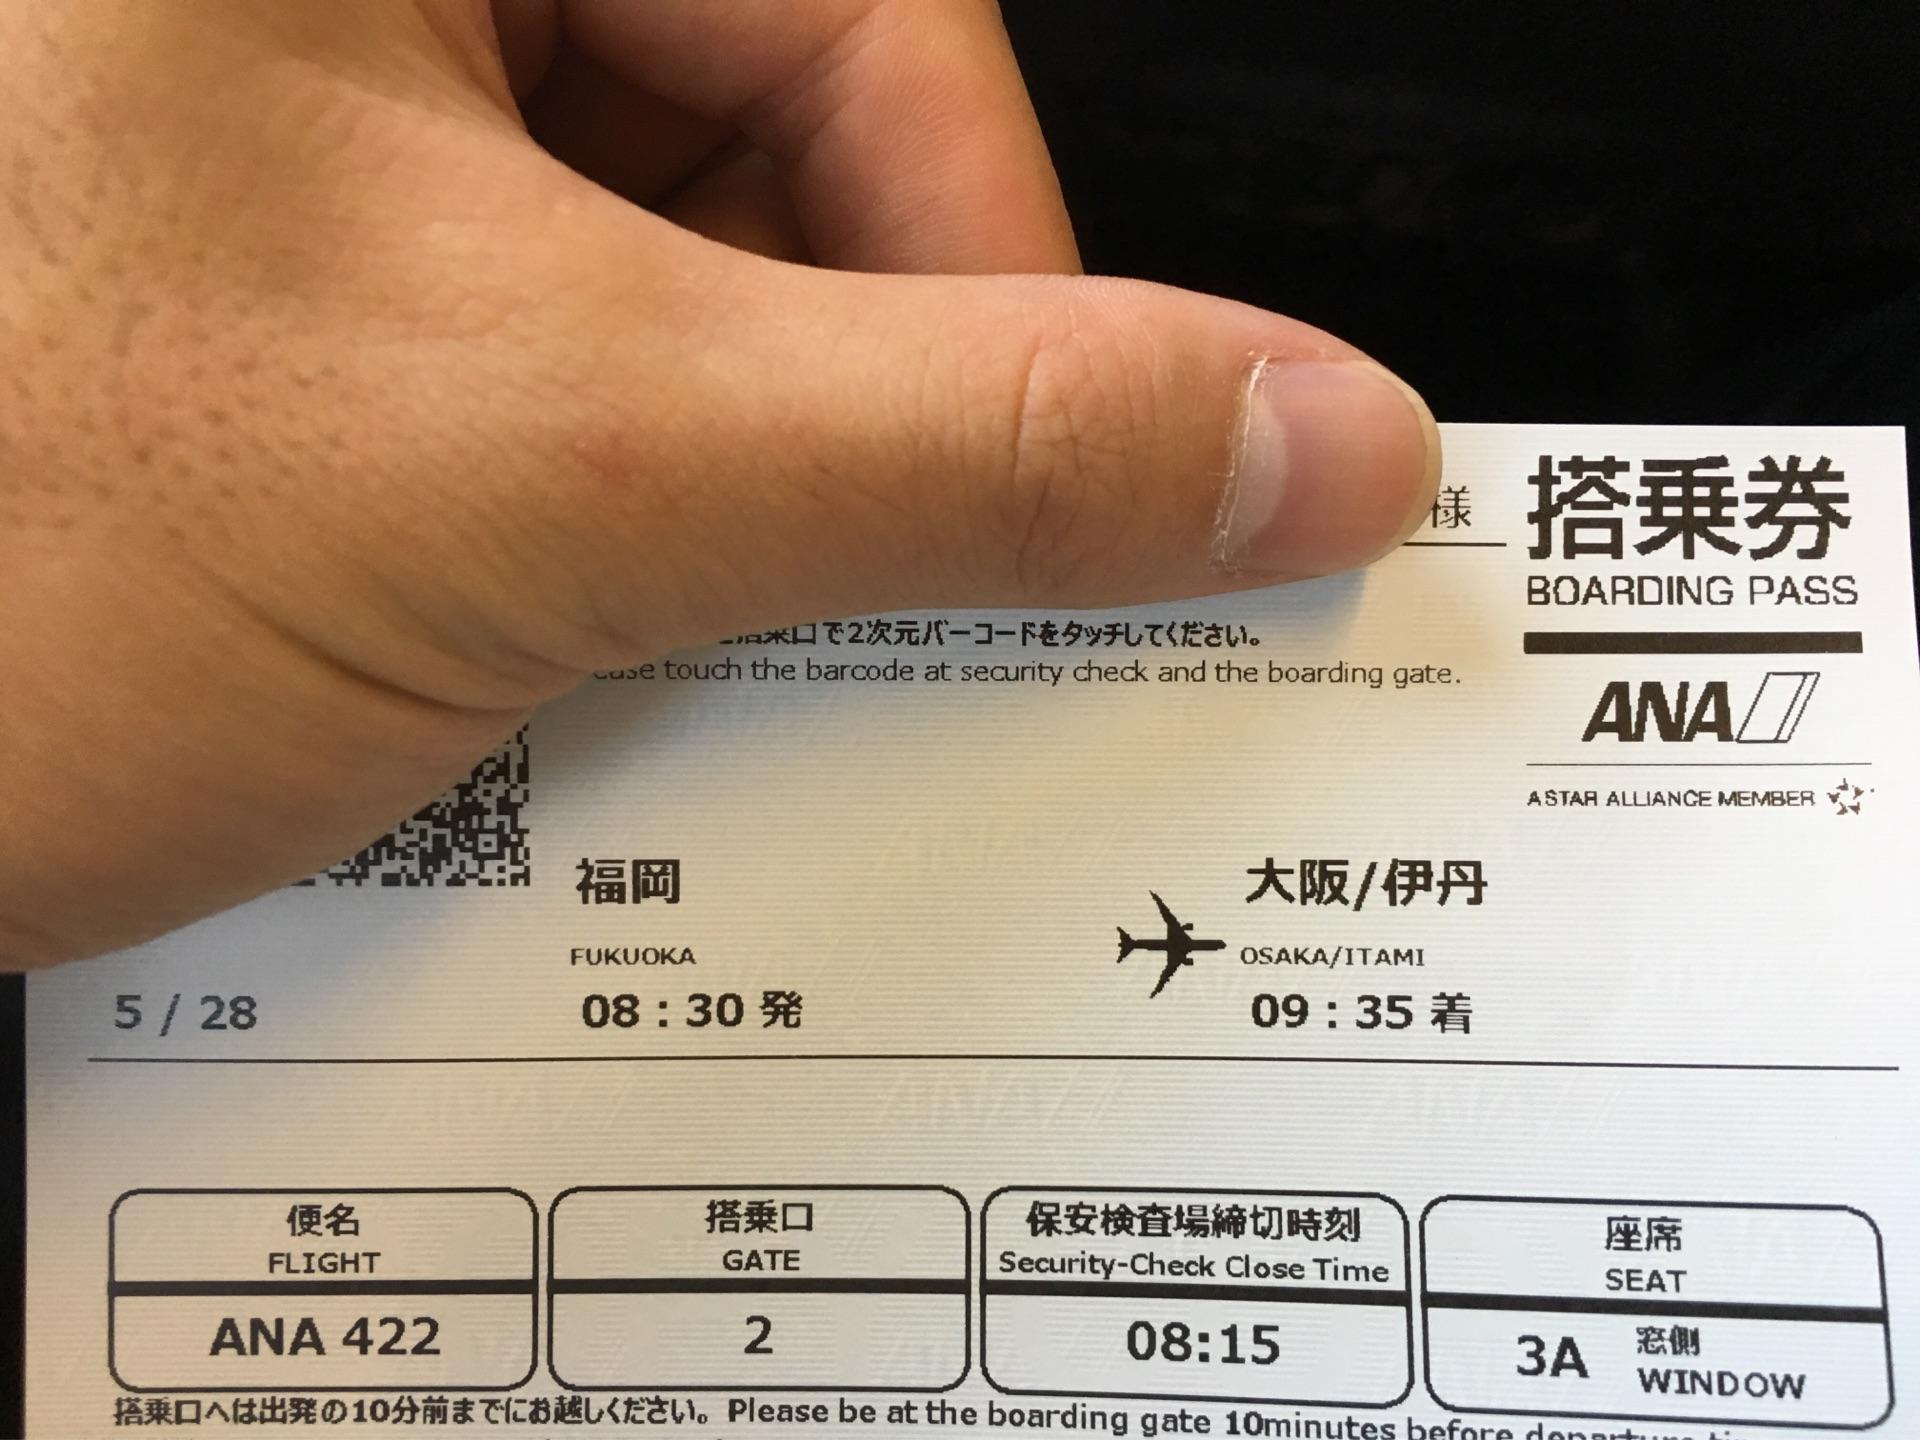 様
搭乗券
BOARDING PASS
搭乗口で2次元バーコードをタッチしてください。
touch the barcode at security check and the boarding gate.
ANA
A STAR ALLIANCE MEMBER
福岡 大阪/伊丹
FUKUOKA OSAKA/ITAMI
5 / 28 08:30 発 09:35 着
便名 搭乗口 保安検査場締切時刻 座席
FLIGHT GATE Security-Check Close Time SEAT
ANA 422 2 08:15 3A 窓側
WINDOW
搭乗口へは出発の10分前までにお越しください。Please be at the boarding gate 10minutes before departure